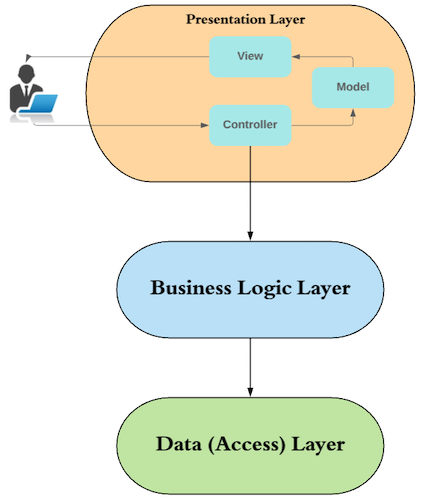 Presentation Layer
View
Model
Controller
Business Logic Layer
Data (Access) Layer